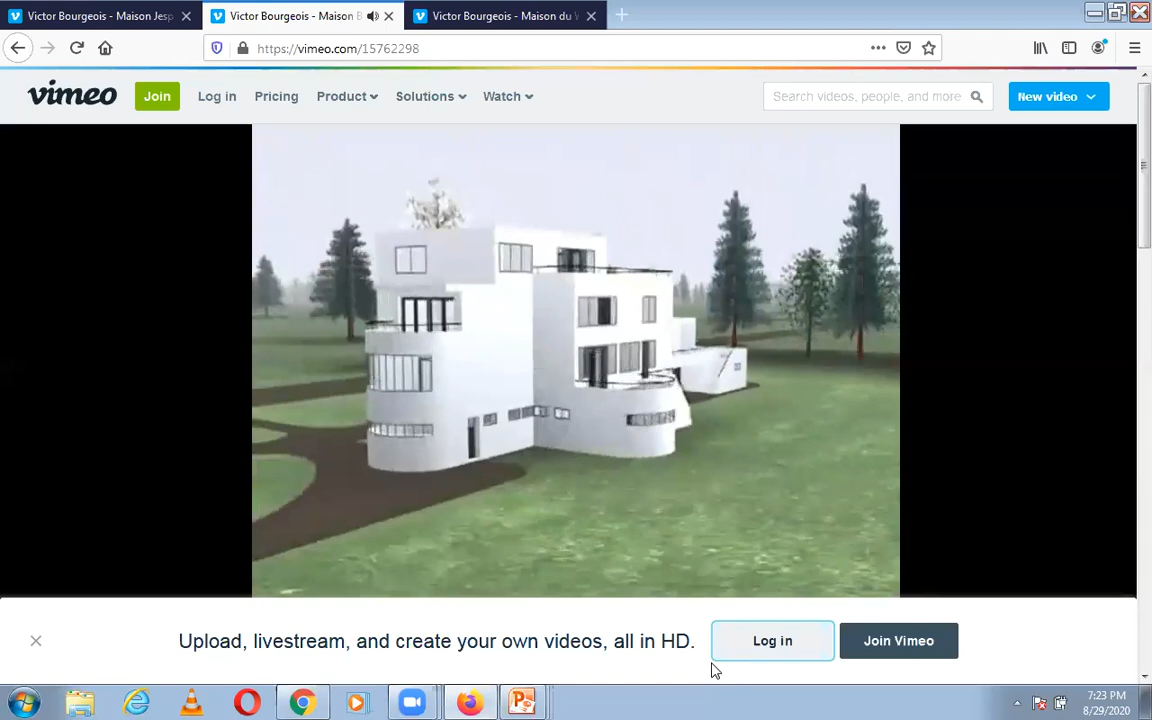 Victor Bourgeois - Maison Jesp
Victor Bourgeois - Maison B
Victor Bourgeois - Maison du
https://vimeo.com/15762298
vimeo
Join
Log in
Pricing
Product
Solutions
Watch
Search videos, people, and more
New video
Upload, livestream, and create your own videos, all in HD.
Log in
Join Vimeo
7:23 PM
8/29/2020